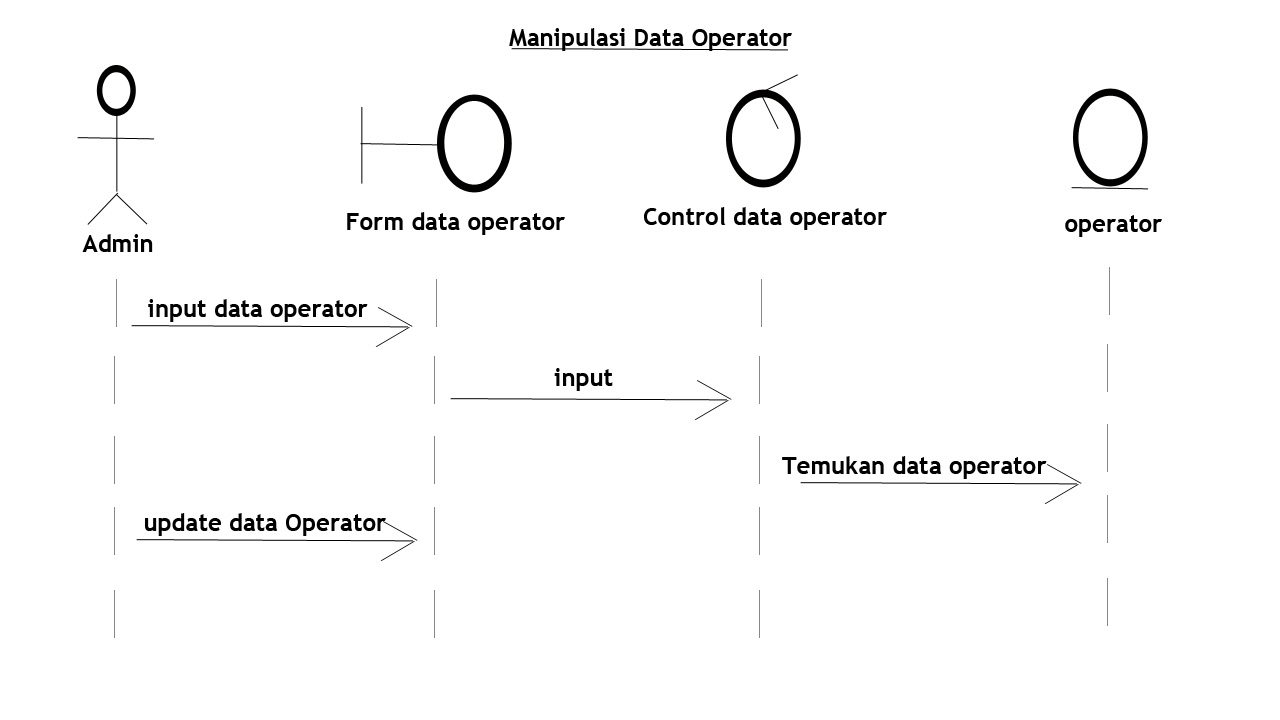 Manipulasi Data Operator
Admin
Form data operator
Control data operator
operator
input data operator
input
Temukan data operator
update data Operator